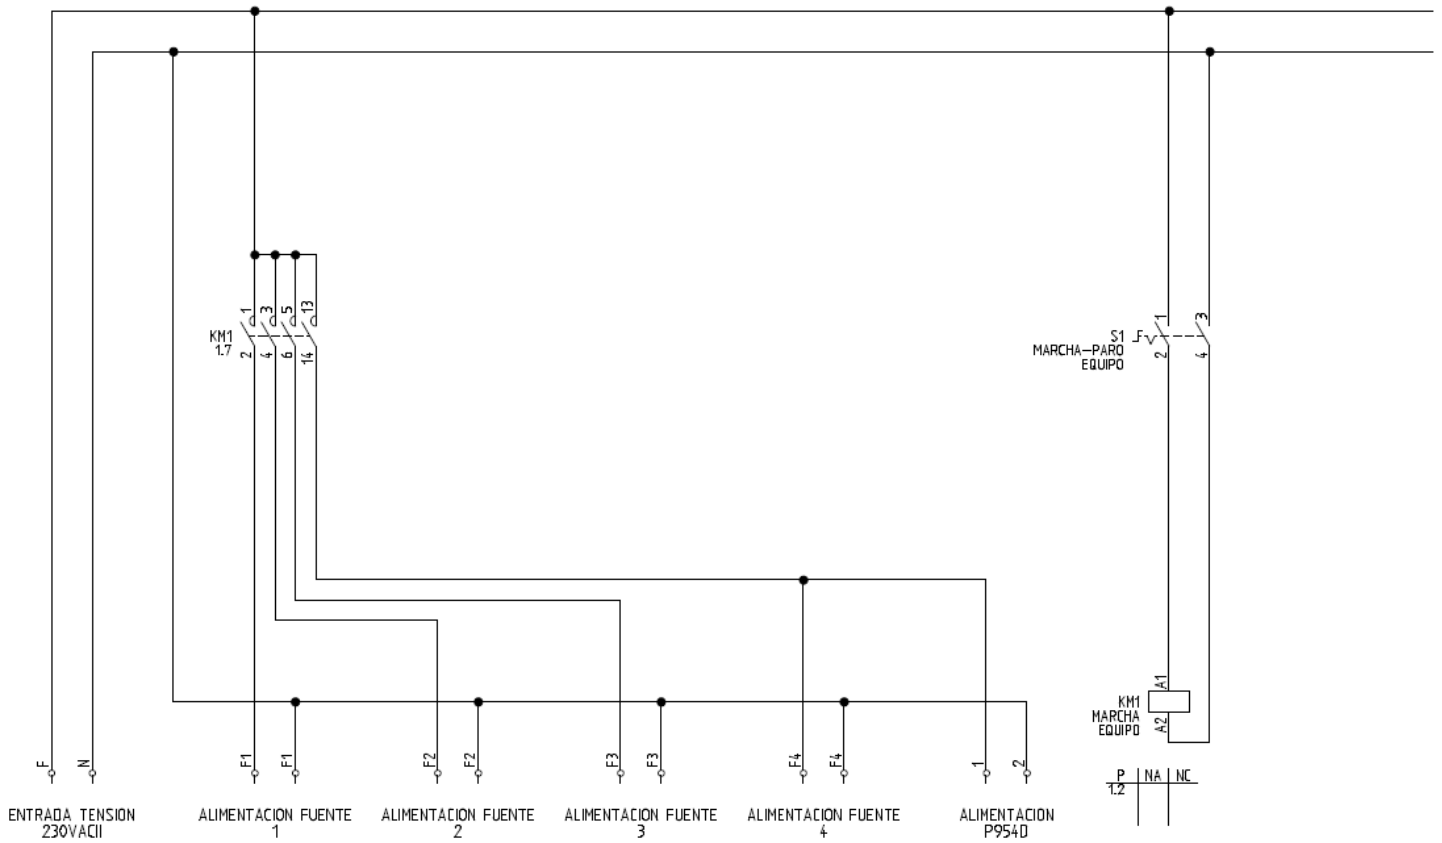 1
3
5
13
KM1
1.7
2
4
6
14
1
3
S1
MARCHA-PARO
EQUIPO
2
4
A1
KM1
MARCHA
EQUIPO
A2
F
N
F1
F1
F2
F2
F3
F3
F4
F4
1
2
P NA NC
1.2
ENTRADA TENSION
230VACII
ALIMENTACION FUENTE
1
ALIMENTACION FUENTE
2
ALIMENTACION FUENTE
3
ALIMENTACION FUENTE
4
ALIMENTACION
P954D